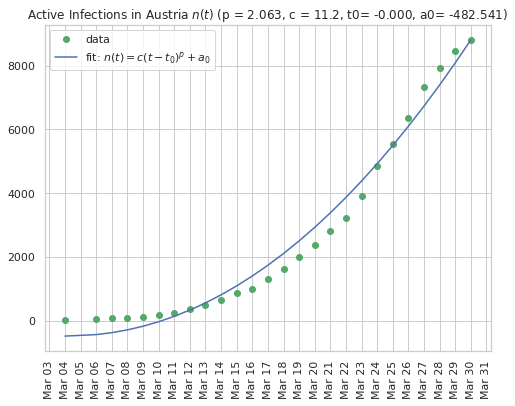 Active Infections in Austria n(t) (p = 2.063, c = 11.2, t0= -0.000, a0= -482.541)
data
fit: n(t) = c(t − t₀)ᵖ + a₀
8000
6000
4000
2000
0
Mar 03
Mar 04
Mar 05
Mar 06
Mar 07
Mar 08
Mar 09
Mar 10
Mar 11
Mar 12
Mar 13
Mar 14
Mar 15
Mar 16
Mar 17
Mar 18
Mar 19
Mar 20
Mar 21
Mar 22
Mar 23
Mar 24
Mar 25
Mar 26
Mar 27
Mar 28
Mar 29
Mar 30
Mar 31